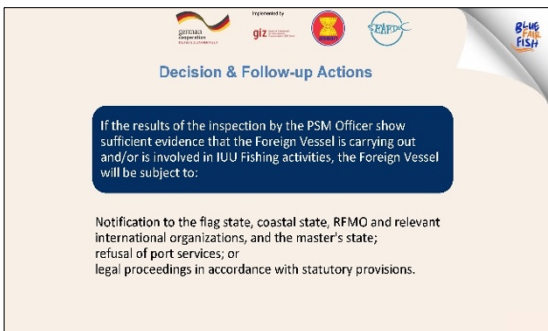 Implemented by
german
cooperation
giz
asean
BLUE
FAIR
FISH
Decision & Follow-up Actions
If the results of the inspection by the PSM Officer show
sufficient evidence that the Foreign Vessel is carrying out
and/or is involved in IUU Fishing activities, the Foreign Vessel
will be subject to:
Notification to the flag state, coastal state, RFMO and relevant
international organizations, and the master's state;
refusal of port services; or
legal proceedings in accordance with statutory provisions.